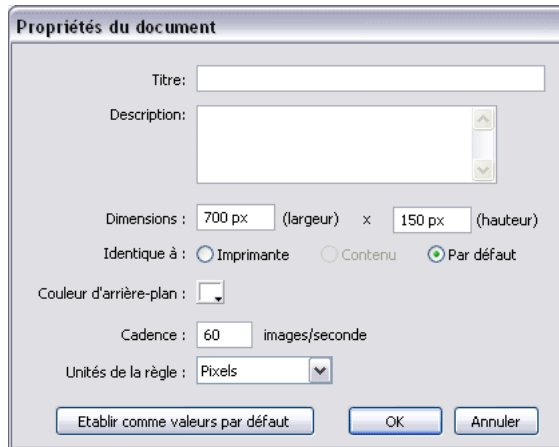 Propriétés du document
Titre:
Description:
Dimensions : 700 px (largeur) x 150 px (hauteur)
Identique à : Imprimante Contenu Par défaut
Couleur d'arrière-plan :
Cadence : 60 images/seconde
Unités de la règle : Pixels
Etablir comme valeurs par défaut OK Annuler